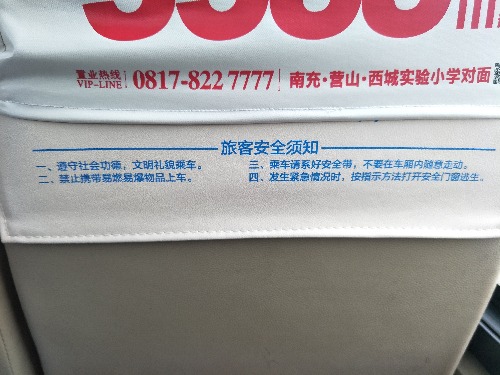 置业热线
VIP-LINE
0817-822 7777
南充·营山·西城实验小学对面
旅客安全须知
一、遵守社会功德，文明礼貌乘车。
二、禁止携带易燃易爆物品上车。
三、乘车请系好安全带，不要在车厢内随意走动。
四、发生紧急情况时，按指示方法打开安全门窗逃生。